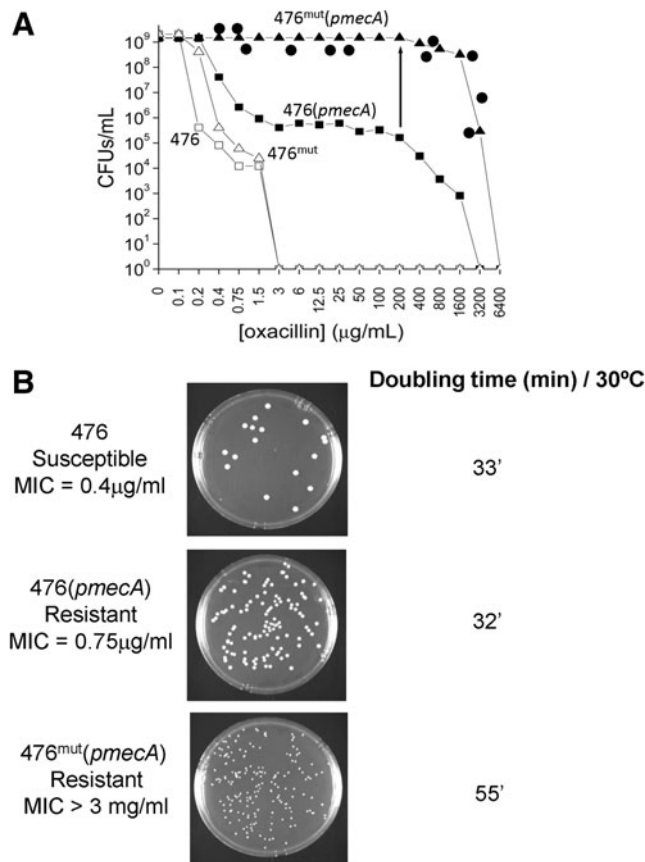 A
476ᵐᵘᵗ(pmecA)
476(pmecA)
476
476ᵐᵘᵗ
CFUs/mL
10⁹
10⁸
10⁷
10⁶
10⁵
10⁴
10³
10²
10¹
10⁰
0 0.1 0.2 0.4 0.75 1.5 3 6 12.5 25 50 100 200 400 800 1600 3200 6400
[oxacillin] (μg/mL)
B
Doubling time (min) / 30ºC
476
Susceptible
MIC = 0.4μg/ml
33'
476(pmecA)
Resistant
MIC = 0.75μg/ml
32'
476ᵐᵘᵗ(pmecA)
Resistant
MIC > 3 mg/ml
55'